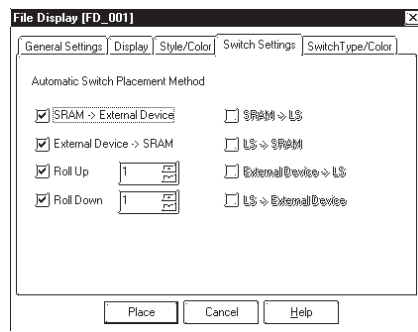 File Display [FD_001]
General Settings Display Style/Color Switch Settings SwitchType/Color
Automatic Switch Placement Method
SRAM -> External Device SRAM -> LS
External Device -> SRAM LS -> SRAM
Roll Up 1 External Device -> LS
Roll Down 1 LS -> External Device
Place Cancel Help